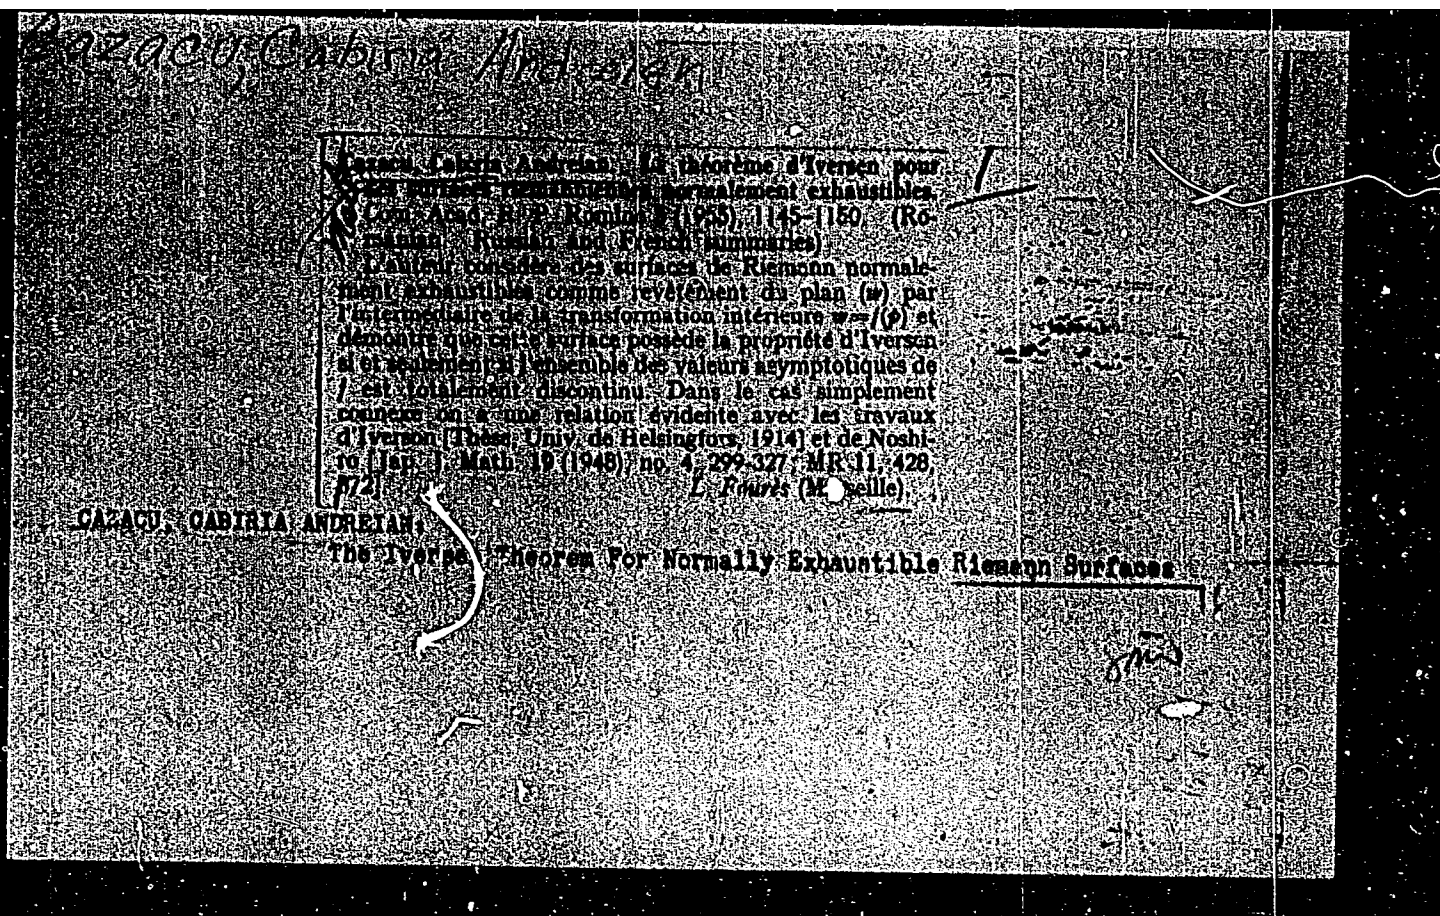 Cazacu, Cabiria Andreian
Cazacu, Cabiria Andreian. Le théorème d'Iversen pour
les surfaces riemanniennes normalement exhaustibles.
Com. Acad. R. P. Romîne 5 (1955), 1145–1150. (Ro-
manian. Russian and French summaries)
L'auteur considère des surfaces de Riemann normale-
ment exhaustibles comme revêtement du plan (w) par
l'intermédiaire de la transformation intérieure w=f(p) et
démontre que cette surface possède la propriété d'Iversen
si et seulement si l'ensemble des valeurs asymptotiques de
f est totalement discontinu. Dans le cas simplement
connexe on a une relation évidente avec les travaux
d'Iverson [Thèse, Univ. de Helsingfors, 1914] et de Noshi-
ro [Jap. J. Math. 19 (1948), no. 4, 299-327; MR 11, 428,
872]. L. Fourès (Marseille).
CAZACU, CABIRIA ANDREIAN.
The Iversen Theorem For Normally Exhaustible Riemann Surfaces